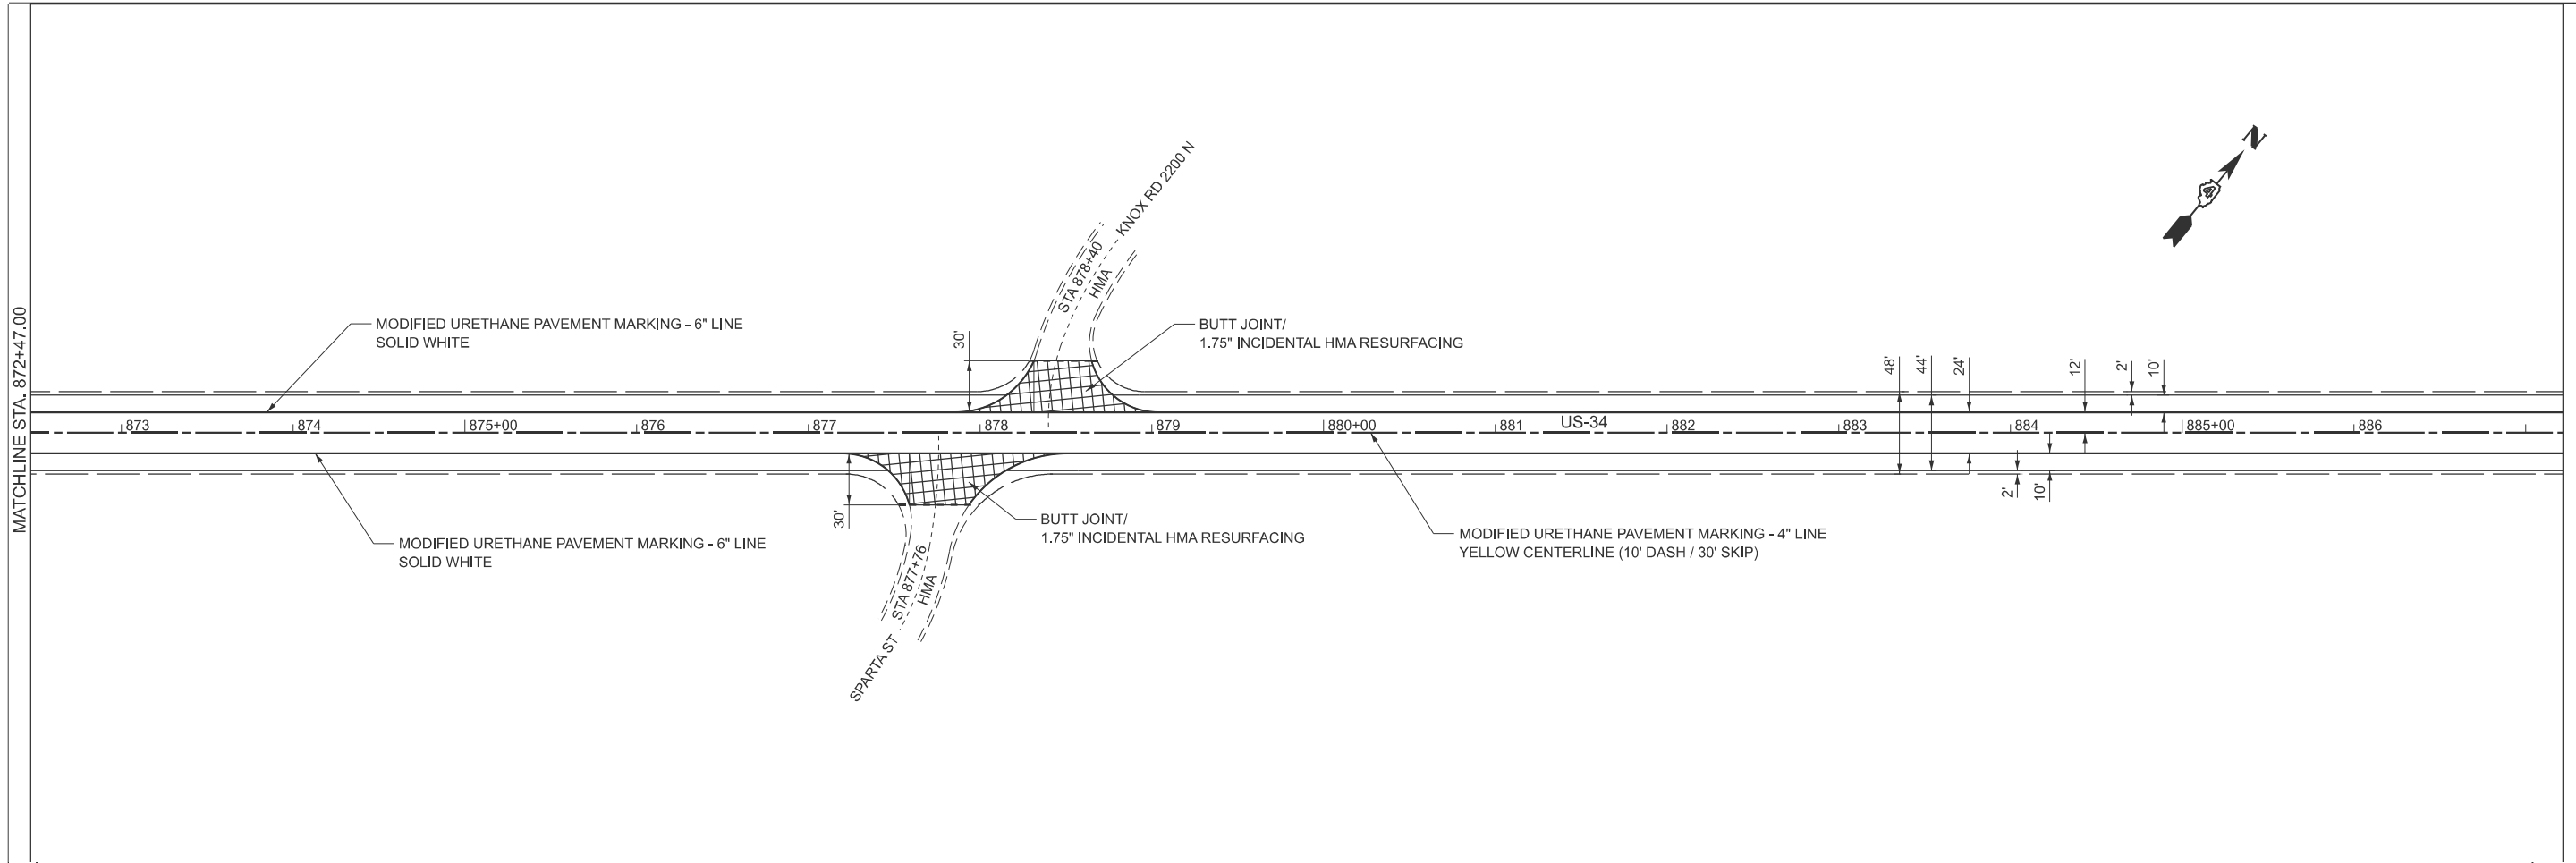 MATCHLINE STA. 872+47.00
N
KNOX RD 2200 N
STA 878+40
HMA
MODIFIED URETHANE PAVEMENT MARKING - 6" LINE
SOLID WHITE
30'
BUTT JOINT/
1.75" INCIDENTAL HMA RESURFACING
48'
44'
24'
12'
2'
10'
873
874
875+00
876
877
878
879
880+00
881
US-34
882
883
884
885+00
886
2'
10'
30'
BUTT JOINT/
1.75" INCIDENTAL HMA RESURFACING
MODIFIED URETHANE PAVEMENT MARKING - 6" LINE
SOLID WHITE
MODIFIED URETHANE PAVEMENT MARKING - 4" LINE
YELLOW CENTERLINE (10' DASH / 30' SKIP)
STA 877+76
HMA
SPARTA ST